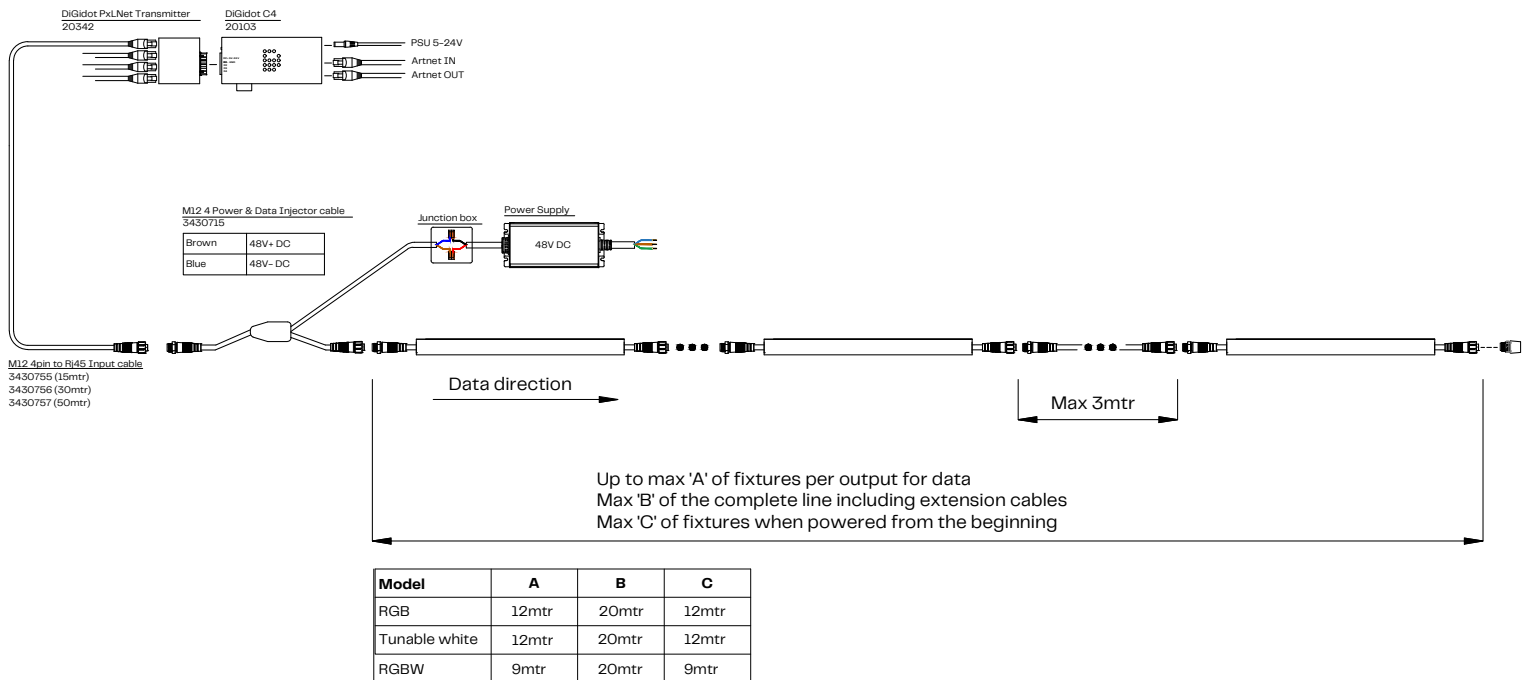 DiGidot PxLNet Transmitter
20342
DiGidot C4
20103
PSU 5-24V
Artnet IN
Artnet OUT
M12 4 Power & Data Injector cable
3430715
Brown 48V+ DC
Blue 48V- DC
Junction box
Power Supply
48V DC
M12 4pin to Rj45 Input cable
3430755 (15mtr)
3430756 (30mtr)
3430757 (50mtr)
Data direction
Max 3mtr
Up to max 'A' of fixtures per output for data
Max 'B' of the complete line including extension cables
Max 'C' of fixtures when powered from the beginning
Model A B C
RGB 12mtr 20mtr 12mtr
Tunable white 12mtr 20mtr 12mtr
RGBW 9mtr 20mtr 9mtr